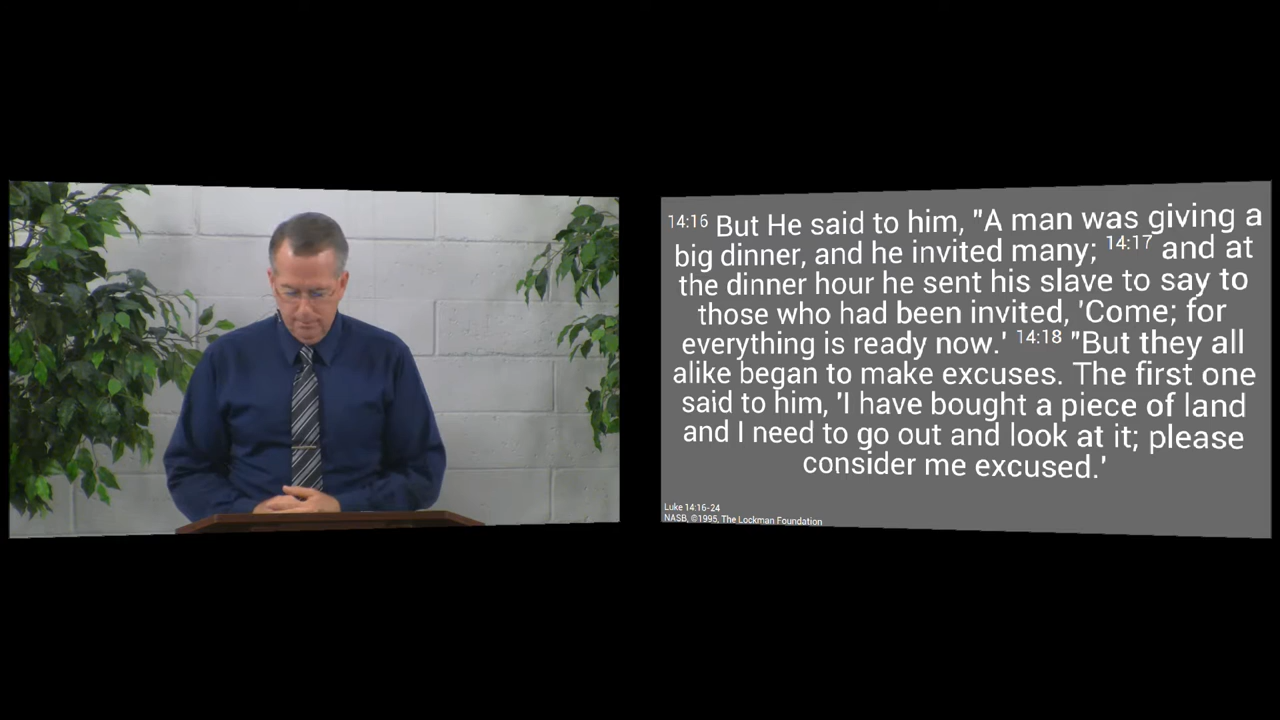 14:16 But He said to him, "A man was giving a
big dinner, and he invited many; 14:17 and at
the dinner hour he sent his slave to say to
those who had been invited, 'Come; for
everything is ready now.' 14:18 "But they all
alike began to make excuses. The first one
said to him, 'I have bought a piece of land
and I need to go out and look at it; please
consider me excused.'
Luke 14:16-24
NASB, ©1995, The Lockman Foundation